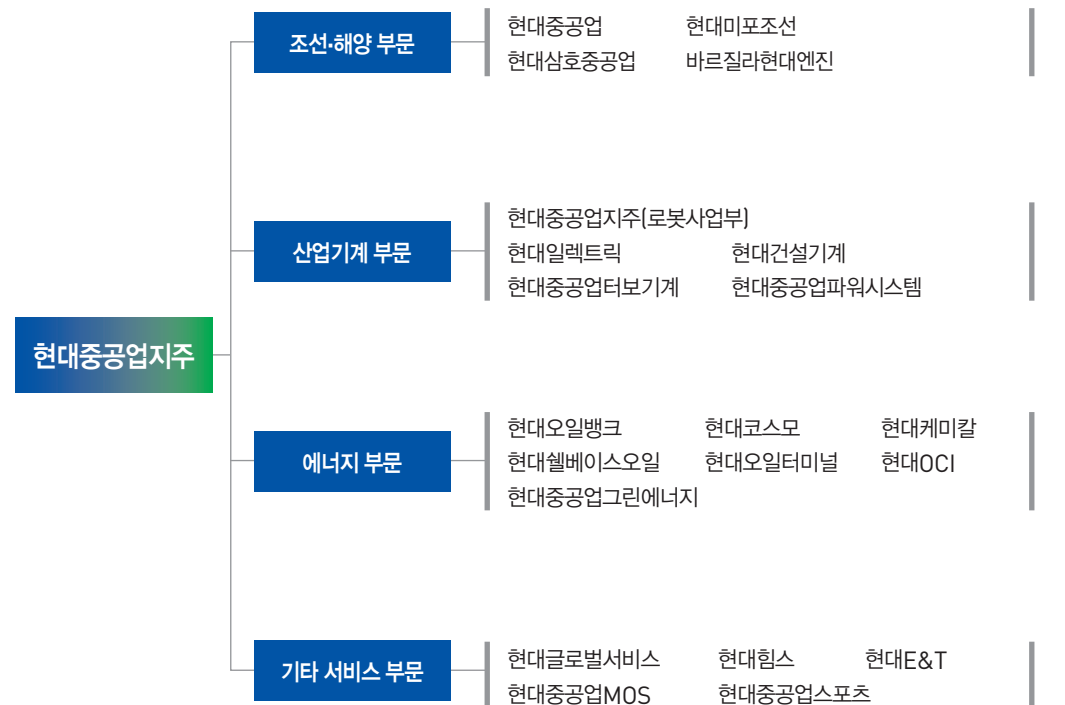 현대중공업지주
조선·해양 부문
현대중공업 현대미포조선
현대삼호중공업 바르질라현대엔진
산업기계 부문
현대중공업지주(로봇사업부)
현대일렉트릭 현대건설기계
현대중공업터보기계 현대중공업파워시스템
에너지 부문
현대오일뱅크 현대코스모 현대케미칼
현대쉘베이스오일 현대오일터미널 현대OCI
현대중공업그린에너지
기타 서비스 부문
현대글로벌서비스 현대힘스 현대E&T
현대중공업MOS 현대중공업스포츠